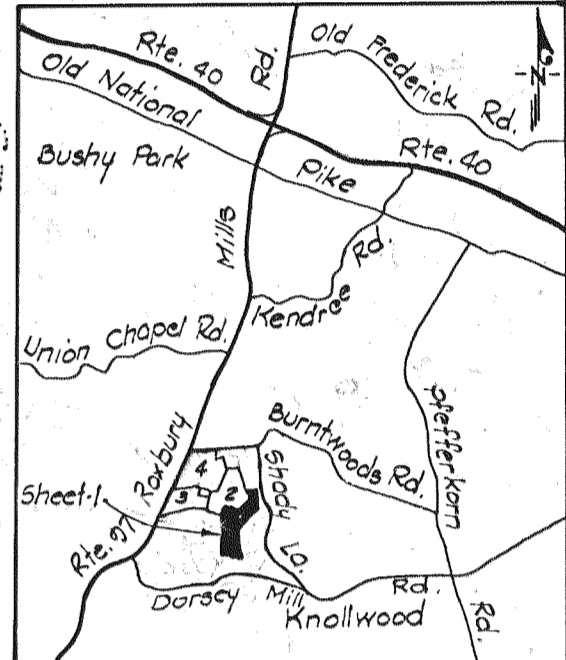 Rte. 40
Rd.
Old Frederick Rd.
N
Old National Pike
Rte. 40
Bushy Park
Mills
Kendree Rd.
Union Chapel Rd.
Pfefferkorn Rd.
Burntwoods Rd.
Roxbury
Shady Ln.
4
3
2
Sheet-1
Rte. 97
Dorsey Mill Rd.
Knollwood